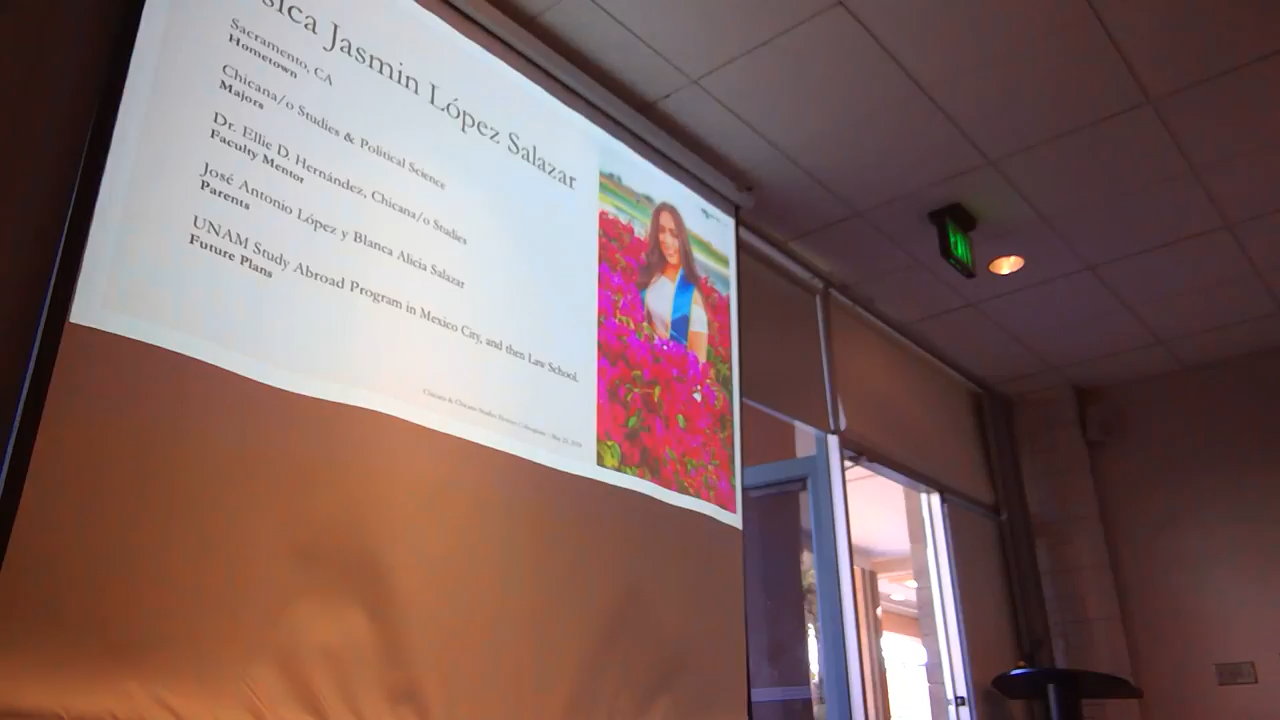 sica Jasmin López Salazar
Sacramento, CA
Hometown
Chicana/o Studies & Political Science
Majors
Dr. Ellie D. Hernández, Chicana/o Studies
Faculty Mentor
José Antonio López y Blanca Alicia Salazar
Parents
UNAM Study Abroad Program in Mexico City, and then Law School.
Future Plans